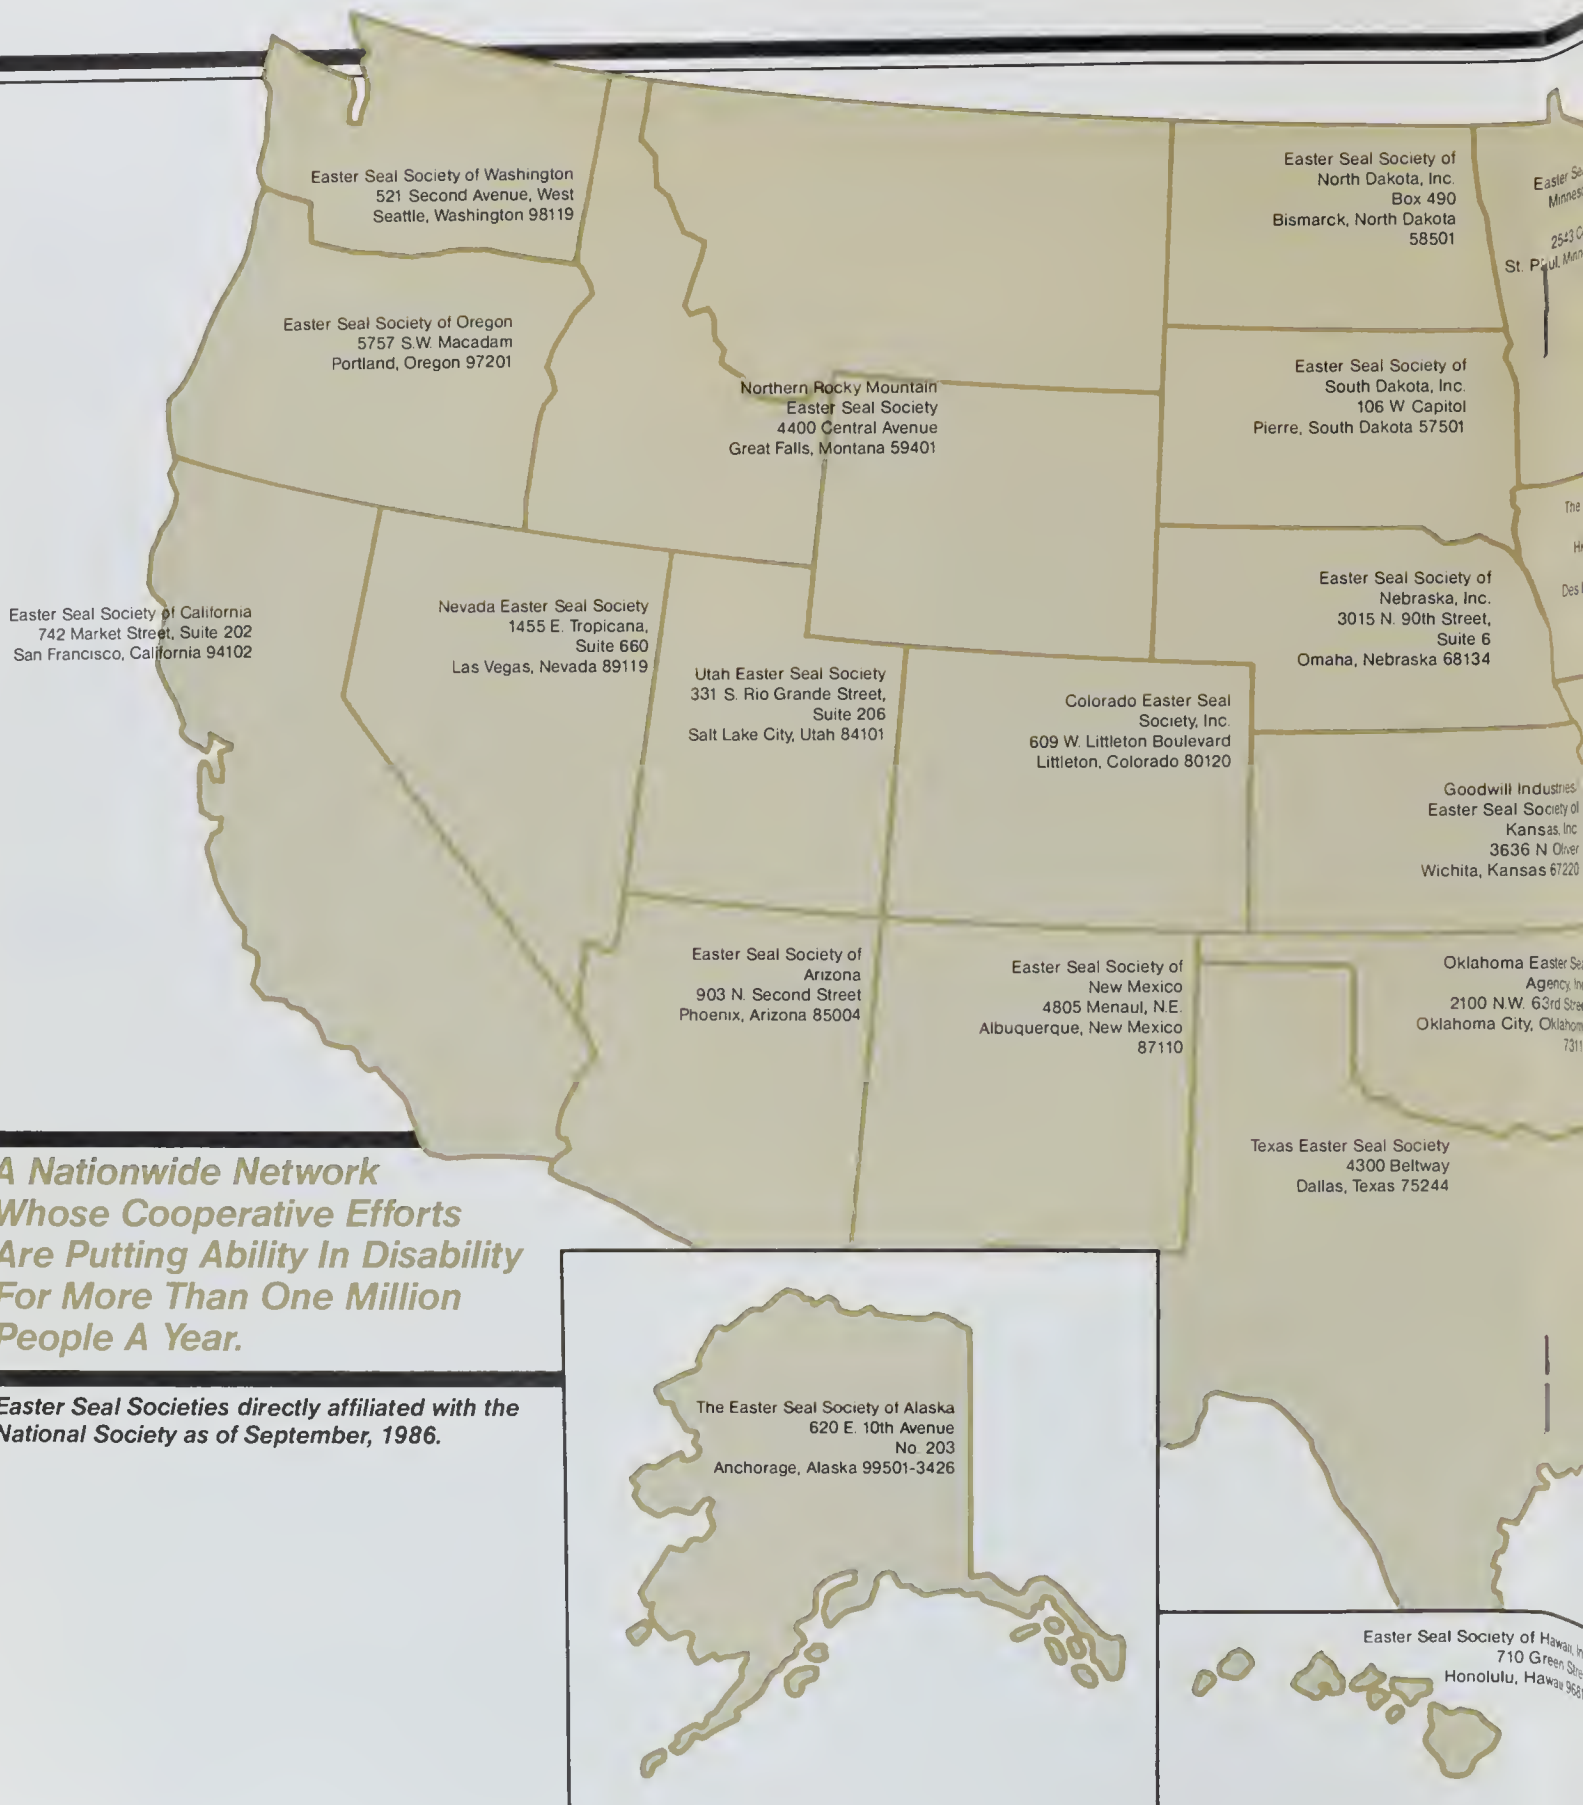 Easter Seal Society of Washington
521 Second Avenue, West
Seattle, Washington 98119
Easter Seal Society of
North Dakota, Inc.
Box 490
Bismarck, North Dakota
58501
Easter
2543
St. Paul,
Easter Seal Society of Oregon
5757 S.W. Macadam
Portland, Oregon 97201
Northern Rocky Mountain
Easter Seal Society
4400 Central Avenue
Great Falls, Montana 59401
Easter Seal Society of
South Dakota, Inc.
106 W Capitol
Pierre, South Dakota 57501
The
Des
Easter Seal Society of California
742 Market Street, Suite 202
San Francisco, California 94102
Nevada Easter Seal Society
1455 E. Tropicana,
Suite 660
Las Vegas, Nevada 89119
Utah Easter Seal Society
331 S. Rio Grande Street,
Suite 206
Salt Lake City, Utah 84101
Colorado Easter Seal
Society, Inc.
609 W. Littleton Boulevard
Littleton, Colorado 80120
Easter Seal Society of
Nebraska, Inc.
3015 N. 90th Street,
Suite 6
Omaha, Nebraska 68134
Goodwill Industries
Easter Seal Society of
Kansas, Inc
3636 N Oliver
Wichita, Kansas 67220
Easter Seal Society of
Arizona
903 N. Second Street
Phoenix, Arizona 85004
Easter Seal Society of
New Mexico
4805 Menaul, N.E.
Albuquerque, New Mexico
87110
Oklahoma Easter
Agency,
2100 N.W. 63rd
Oklahoma City,
Texas Easter Seal Society
4300 Beltway
Dallas, Texas 75244
A Nationwide Network
Whose Cooperative Efforts
Are Putting Ability In Disability
For More Than One Million
People A Year.
Easter Seal Societies directly affiliated with the
National Society as of September, 1986.
The Easter Seal Society of Alaska
620 E. 10th Avenue
No. 203
Anchorage, Alaska 99501-3426
Easter Seal Society of Hawaii,
710 Green
Honolulu, Hawaii